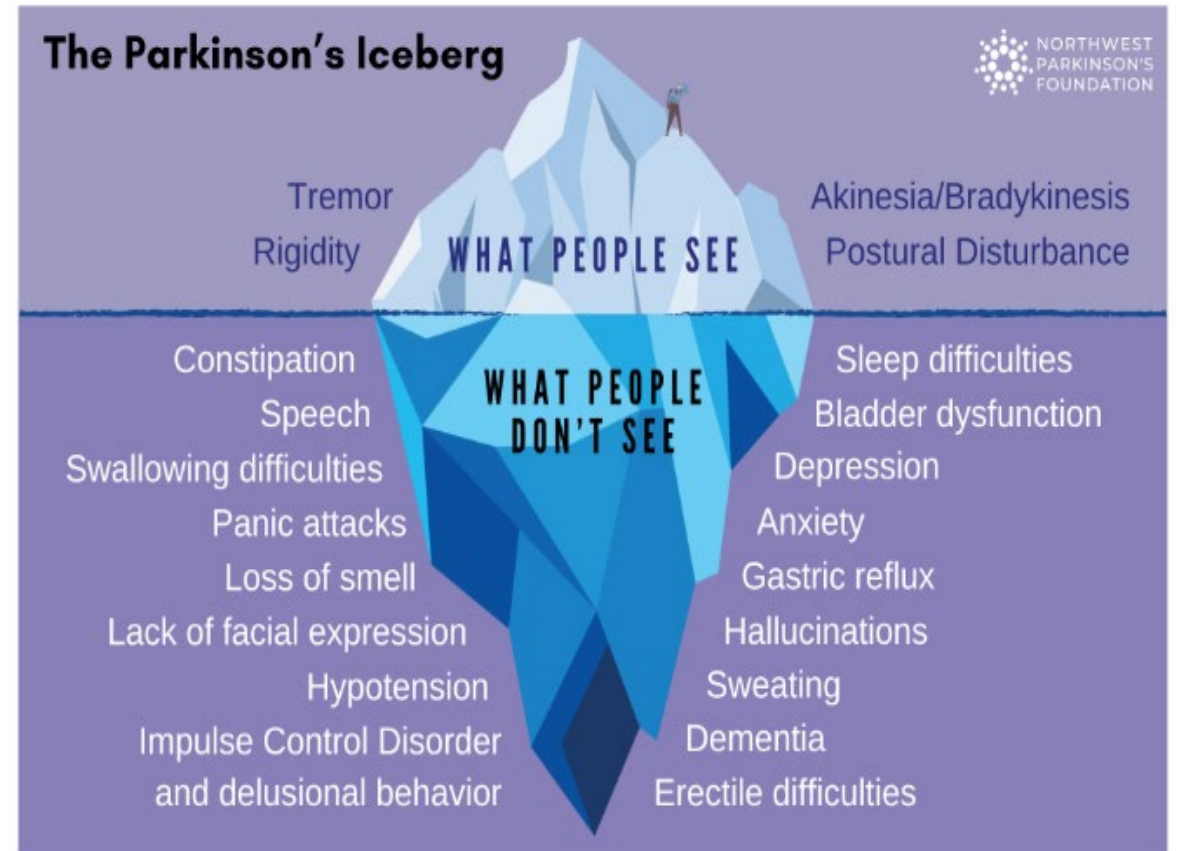 The Parkinson's Iceberg
NORTHWEST
PARKINSON'S
FOUNDATION
Tremor
Rigidity
WHAT PEOPLE SEE
Akinesia/Bradykinesis
Postural Disturbance
WHAT PEOPLE
DON'T SEE
Constipation
Speech
Swallowing difficulties
Panic attacks
Loss of smell
Lack of facial expression
Hypotension
Impulse Control Disorder
and delusional behavior
Sleep difficulties
Bladder dysfunction
Depression
Anxiety
Gastric reflux
Hallucinations
Sweating
Dementia
Erectile difficulties